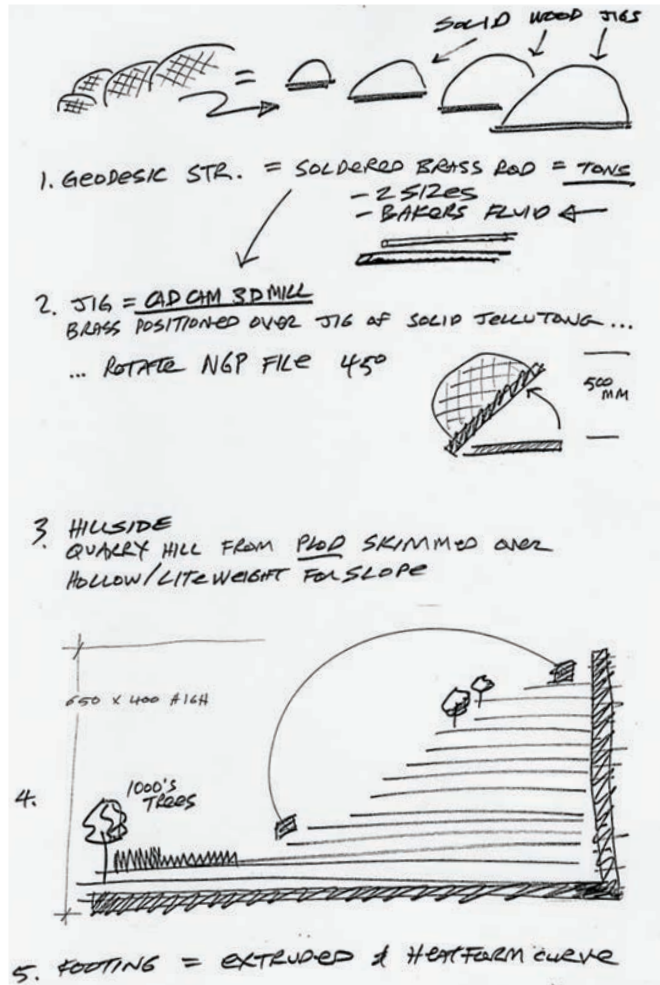 SOLID WOOD JIGS
=
1. GEODESIC STR. = SOLDERED BRASS ROD = TONS
- 2 SIZES
- BAKERS FLUID
2. JIG = CAD CAM 3D MILL
BRASS POSITIONED OVER JIG OF SOLID JELLUTONG ...
... ROTATE NGP FILE 45°
500 MM
3. HILLSIDE
QUARRY HILL FROM PLOD SKIMMED OVER
HOLLOW/LITEWEIGHT FOR SLOPE
650 X 400 HIGH
4.
1000'S
TREES
5. FOOTING = EXTRUDED & HEATFORM CURVE